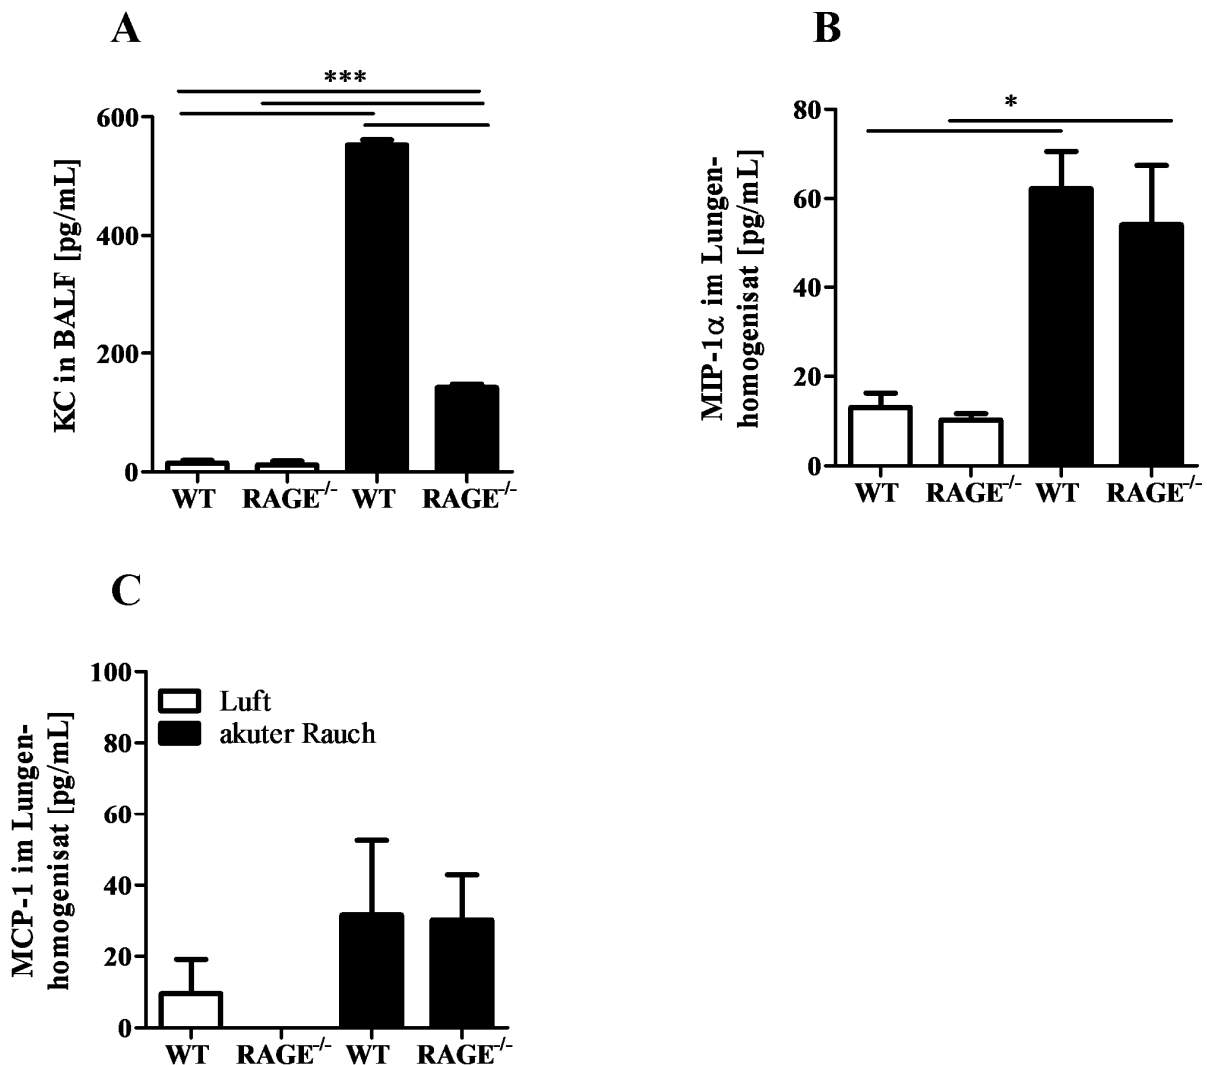 A
***
KC in BALF [pg/mL]
600
400
200
0
WT RAGE-/- WT RAGE-/-
B
*
MIP-1α im Lungen-
homogenisat [pg/mL]
80
60
40
20
0
WT RAGE-/- WT RAGE-/-
C
MCP-1 im Lungen-
homogenisat [pg/mL]
100
80
60
40
20
0
Luft
akuter Rauch
WT RAGE-/- WT RAGE-/-